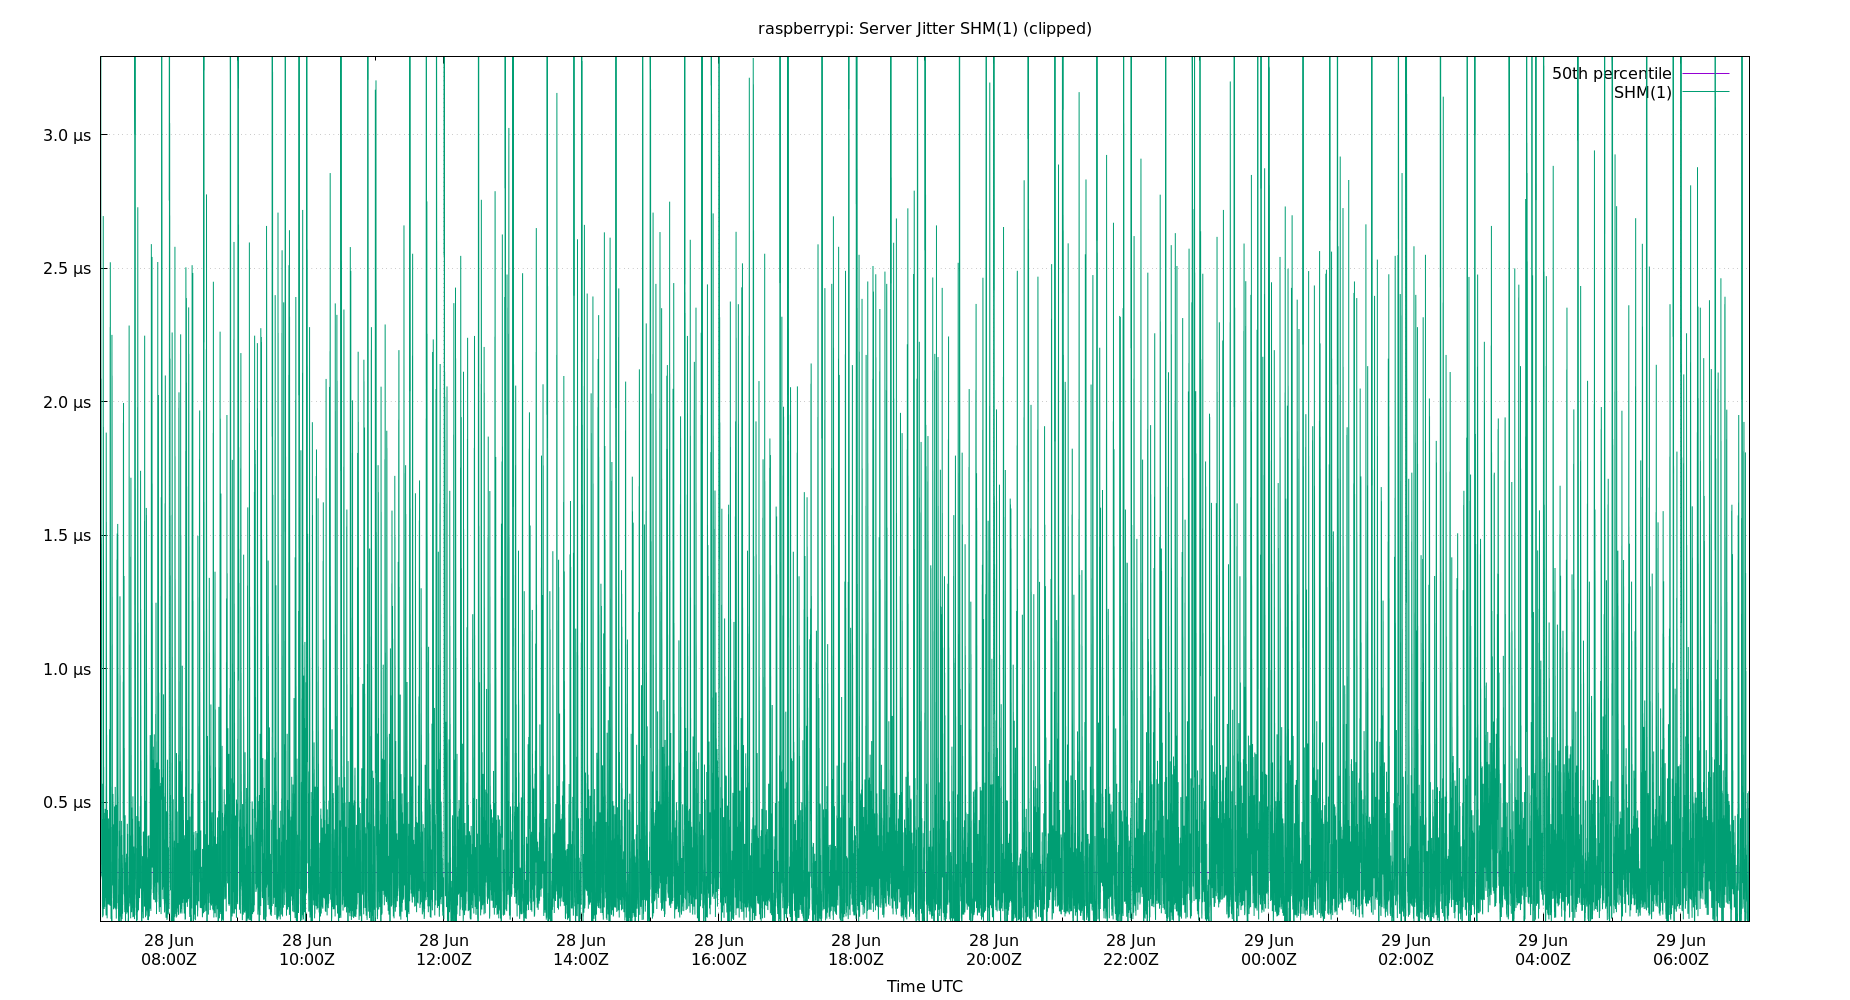 raspberrypi: Server Jitter SHM(1) (clipped)
50th percentile
SHM(1)
3.0 μs
2.5 μs
2.0 μs
1.5 μs
1.0 μs
0.5 μs
28 Jun 28 Jun 28 Jun 28 Jun 28 Jun 28 Jun 28 Jun 28 Jun 29 Jun 29 Jun 29 Jun 29 Jun
08:00Z 10:00Z 12:00Z 14:00Z 16:00Z 18:00Z 20:00Z 22:00Z 00:00Z 02:00Z 04:00Z 06:00Z
Time UTC